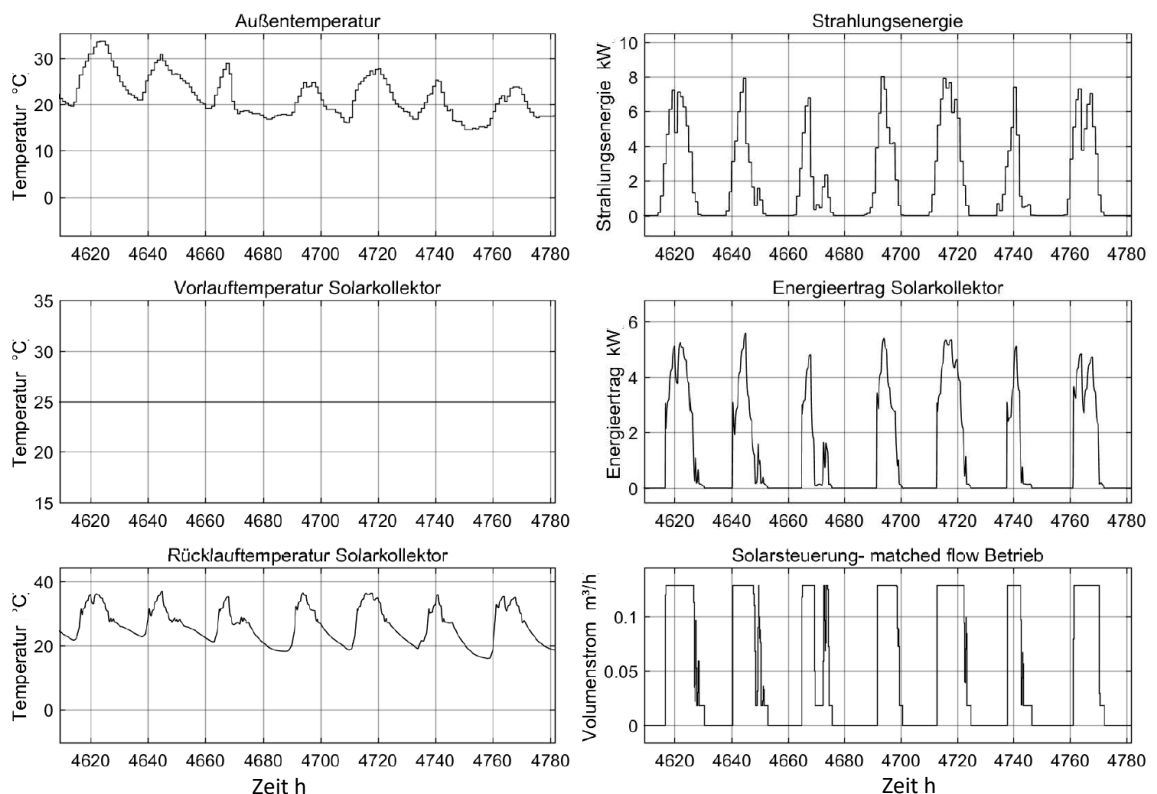 Außentemperatur
Temperatur °C
30
20
10
0
4620 4640 4660 4680 4700 4720 4740 4760 4780
Strahlungsenergie
Strahlungsenergie kW
10
8
6
4
2
0
4620 4640 4660 4680 4700 4720 4740 4760 4780
Vorlauftemperatur Solarkollektor
Temperatur °C
35
30
25
20
15
4620 4640 4660 4680 4700 4720 4740 4760 4780
Energieertrag Solarkollektor
Energieertrag kW
6
4
2
0
4620 4640 4660 4680 4700 4720 4740 4760 4780
Rücklauftemperatur Solarkollektor
Temperatur °C
40
20
0
4620 4640 4660 4680 4700 4720 4740 4760 4780
Zeit h
Solarsteuerung- matched flow Betrieb
Volumenstrom m³/h
0.1
0.05
0
4620 4640 4660 4680 4700 4720 4740 4760 4780
Zeit h